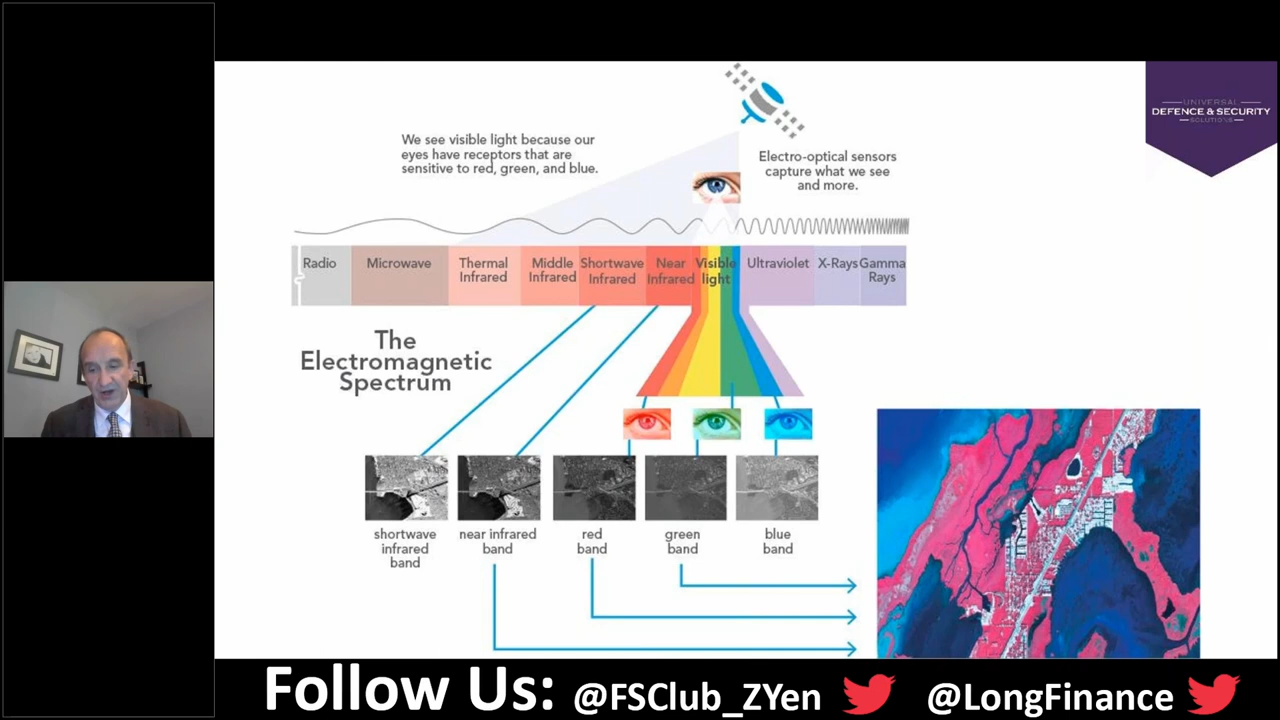 UNIVERSAL
DEFENCE & SECURITY
SOLUTIONS
We see visible light because our
eyes have receptors that are
sensitive to red, green, and blue.
Electro-optical sensors
capture what we see
and more.
Radio
Microwave
Thermal
Infrared
Middle
Infrared
Shortwave
Infrared
Near
Infrared
Visible
light
Ultraviolet
X-Rays
Gamma
Rays
The
Electromagnetic
Spectrum
shortwave
infrared
band
near infrared
band
red
band
green
band
blue
band
Follow Us: @FSClub_ZYen @LongFinance